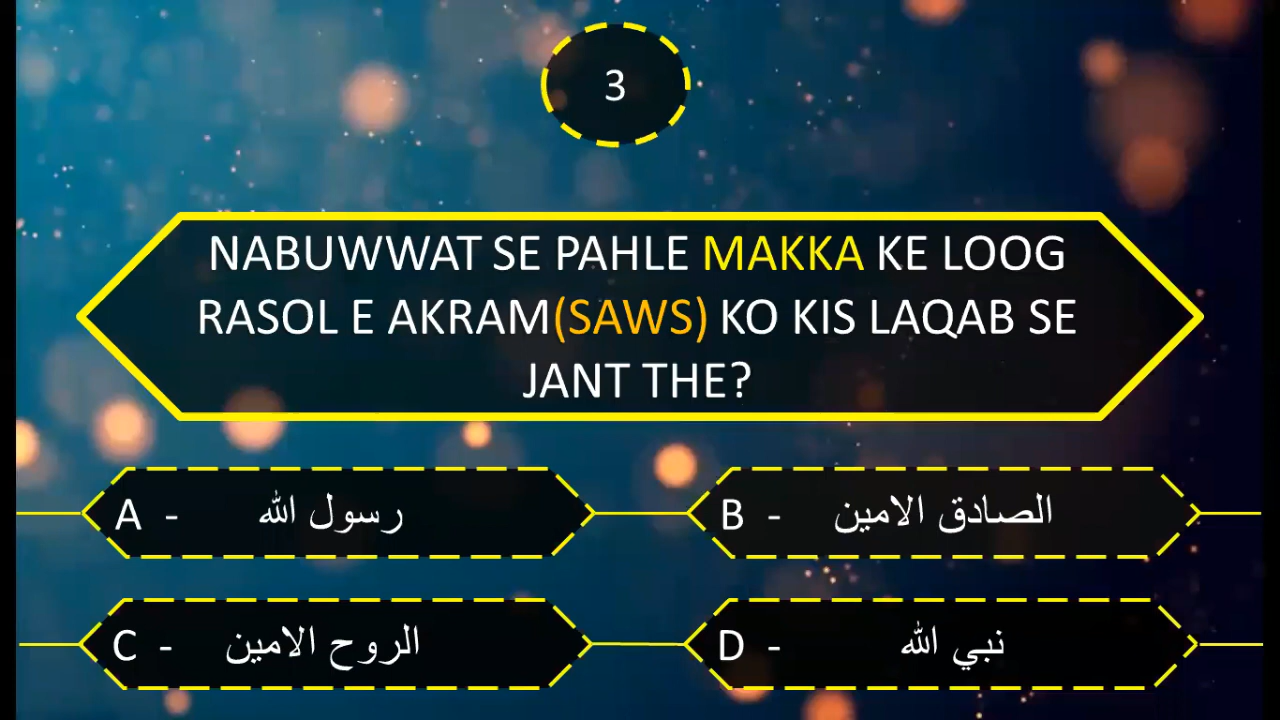 3
NABUWWAT SE PAHLE MAKKA KE LOOG
RASOL E AKRAM(SAWS) KO KIS LAQAB SE
JANT THE?
A - رسول الله
B - الصادق الامين
C - الروح الامين
D - نبي الله